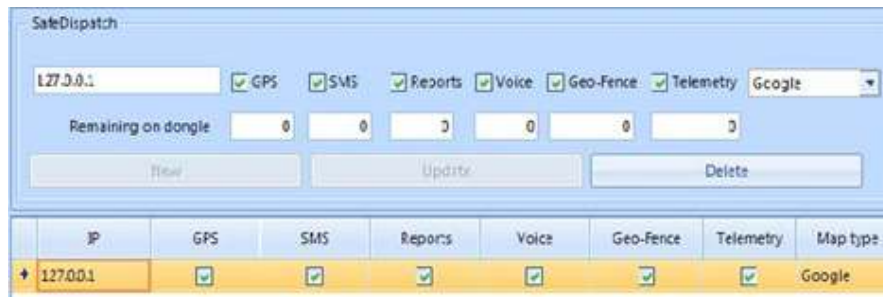 SafeDispatch
127.0.0.1 GPS SMS Reports Voice Geo-Fence Telemetry Google
Remaining on dongle 0 0 0 0 0 0
New Update Delete
IP GPS SMS Reports Voice Geo-Fence Telemetry Map type
127.0.0.1 Google